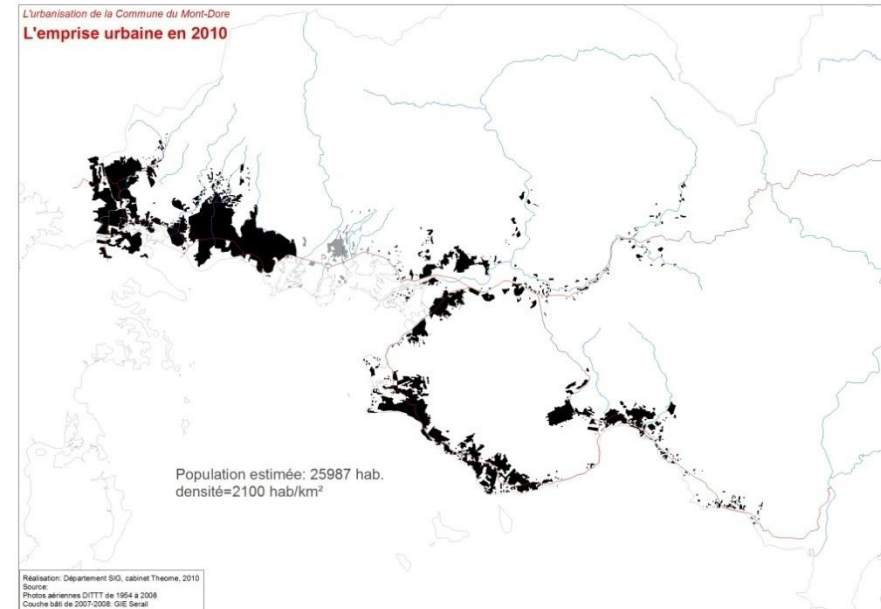 L'urbanisation de la Commune du Mont-Dore
L'emprise urbaine en 2010
Population estimée: 25987 hab.
densité=2100 hab/km²
Réalisation: Département SIG, cabinet Theome, 2010
Source:
Photos aériennes DITTT de 1954 à 2008
Couche bâti de 2007-2008: GIE Serail